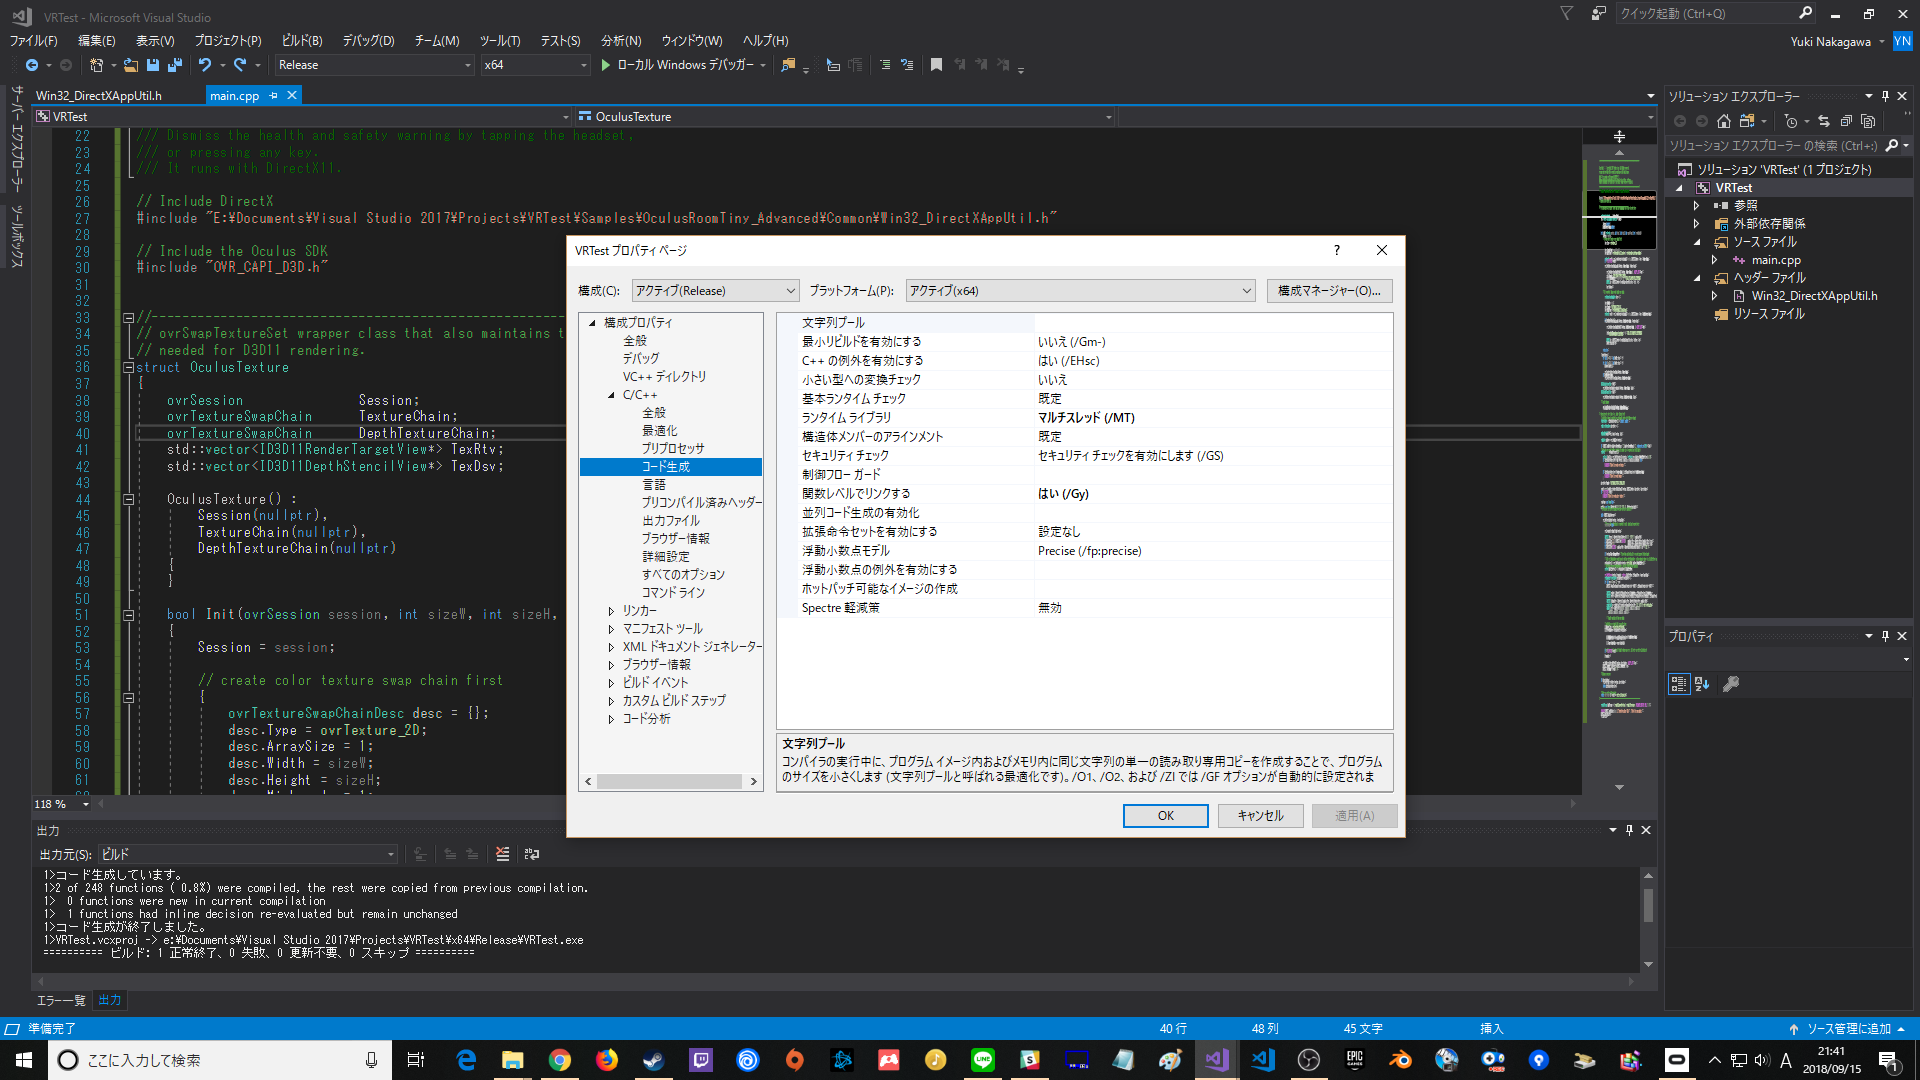 VRTest - Microsoft Visual Studio
クイック起動 (Ctrl+Q)
ファイル(F) 編集(E) 表示(V) プロジェクト(P) ビルド(B) デバッグ(D) チーム(M) ツール(T) テスト(S) 分析(N) ウィンドウ(W) ヘルプ(H)
Yuki Nakagawa YN
Release x64 ローカル Windows デバッガー
サーバー エクスプローラー
ツールボックス
Win32_DirectXAppUtil.h main.cpp
VRTest OculusTexture
22 /// Dismiss the health and safety warning by tapping the headset,
23 /// or pressing any key.
24 /// It runs with DirectX11.
25
26 // Include DirectX
27 #include "E:¥Documents¥Visual Studio 2017¥Projects¥VRTest¥Samples¥OculusRoomTiny_Advanced¥Common¥Win32_DirectXAppUtil.h"
28
29 // Include the Oculus SDK
30 #include "OVR_CAPI_D3D.h"
31
32
33 //------------------------------------------------------
34 // ovrSwapTextureSet wrapper class that also maintains t
35 // needed for D3D11 rendering.
36 struct OculusTexture
37 {
38 ovrSession Session;
39 ovrTextureSwapChain TextureChain;
40 ovrTextureSwapChain DepthTextureChain;
41 std::vector<ID3D11RenderTargetView*> TexRtv;
42 std::vector<ID3D11DepthStencilView*> TexDsv;
43
44 OculusTexture() :
45 Session(nullptr),
46 TextureChain(nullptr),
47 DepthTextureChain(nullptr)
48 {
49 }
50
51 bool Init(ovrSession session, int sizeW, int sizeH,
52 {
53 Session = session;
54
55 // create color texture swap chain first
56 {
57 ovrTextureSwapChainDesc desc = {};
58 desc.Type = ovrTexture_2D;
59 desc.ArraySize = 1;
60 desc.Width = sizeW;
61 desc.Height = sizeH;
118 %
VRTest プロパティ ページ
構成(C): アクティブ(Release) プラットフォーム(P): アクティブ(x64) 構成マネージャー(O)...
構成プロパティ
全般
デバッグ
VC++ ディレクトリ
C/C++
全般
最適化
プリプロセッサ
コード生成
言語
プリコンパイル済みヘッダー
出力ファイル
ブラウザー情報
詳細設定
すべてのオプション
コマンド ライン
リンカー
マニフェスト ツール
XML ドキュメント ジェネレーター
ブラウザー情報
ビルド イベント
カスタム ビルド ステップ
コード分析
文字列プール
最小リビルドを有効にする いいえ (/Gm-)
C++ の例外を有効にする はい (/EHsc)
小さい型への変換チェック いいえ
基本ランタイム チェック 既定
ランタイム ライブラリ マルチスレッド (/MT)
構造体メンバーのアラインメント 既定
セキュリティ チェック セキュリティ チェックを有効にします (/GS)
制御フロー ガード
関数レベルでリンクする はい (/Gy)
並列コード生成の有効化
拡張命令セットを有効にする 設定なし
浮動小数点モデル Precise (/fp:precise)
浮動小数点の例外を有効にする
ホットパッチ可能なイメージの作成
Spectre 軽減策 無効
文字列プール
コンパイラの実行中に、プログラム イメージ内およびメモリ内に同じ文字列の単一の読み取り専用コピーを作成することで、プログラム
のサイズを小さくします (文字列プールと呼ばれる最適化です)。/O1、/O2、および /ZI では /GF オプションが自動的に設定されま
OK キャンセル 適用(A)
ソリューション エクスプローラー
ソリューション エクスプローラー の検索 (Ctrl+:)
ソリューション 'VRTest' (1 プロジェクト)
VRTest
参照
外部依存関係
ソース ファイル
main.cpp
ヘッダー ファイル
Win32_DirectXAppUtil.h
リソース ファイル
プロパティ
出力
出力元(S): ビルド
1>コード生成しています。
1>2 of 248 functions ( 0.8%) were compiled, the rest were copied from previous compilation.
1> 0 functions were new in current compilation
1> 1 functions had inline decision re-evaluated but remain unchanged
1>コード生成が終了しました。
1>VRTest.vcxproj -> e:¥Documents¥Visual Studio 2017¥Projects¥VRTest¥x64¥Release¥VRTest.exe
========== ビルド: 1 正常終了、0 失敗、0 更新不要、0 スキップ ==========
エラー一覧 出力
準備完了 40 行 48 列 45 文字 挿入 ソース管理に追加
ここに入力して検索
A
21:41
2018/09/15
1